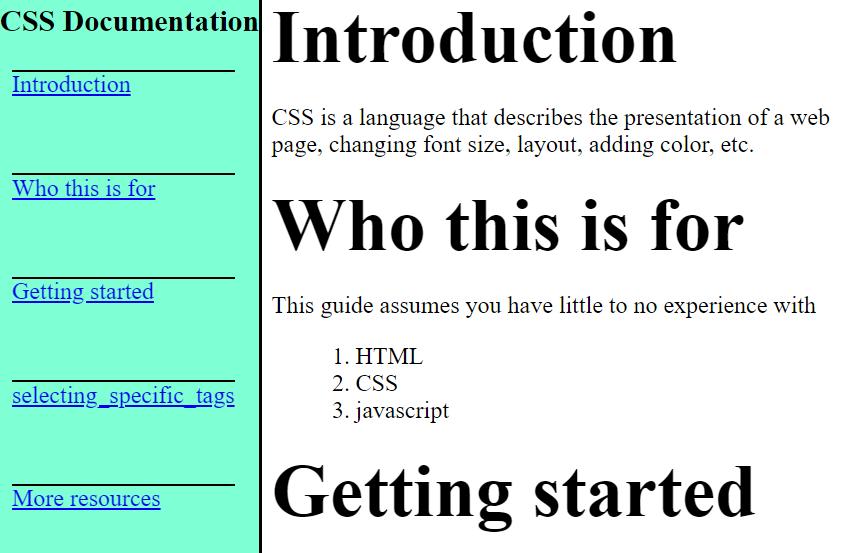 CSS Documentation
Introduction
Who this is for
Getting started
selecting_specific_tags
More resources
Introduction
CSS is a language that describes the presentation of a web
page, changing font size, layout, adding color, etc.
Who this is for
This guide assumes you have little to no experience with
1. HTML
2. CSS
3. javascript
Getting started